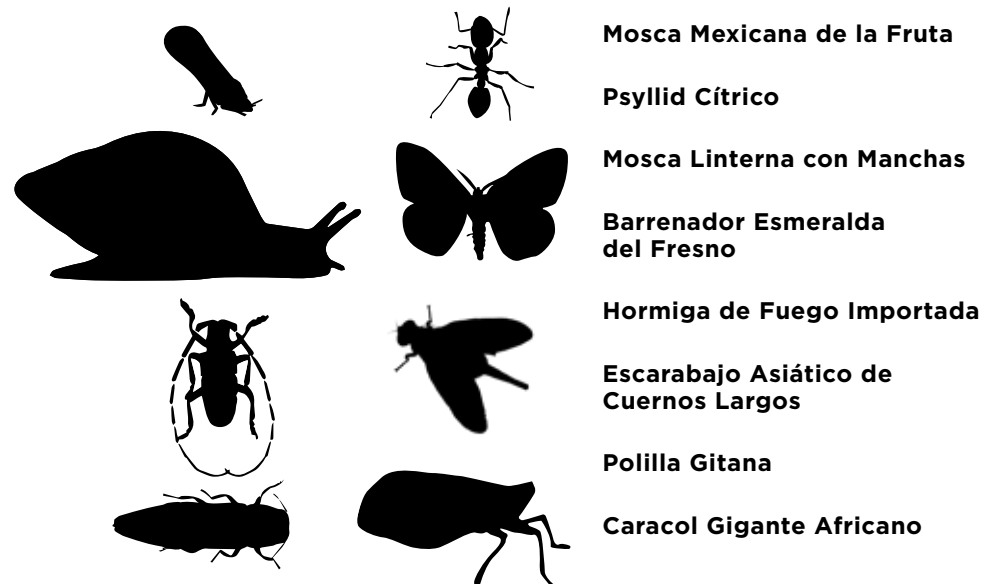 Mosca Mexicana de la Fruta
Psyllid Cítrico
Mosca Linterna con Manchas
Barrenador Esmeralda
del Fresno
Hormiga de Fuego Importada
Escarabajo Asiático de
Cuernos Largos
Polilla Gitana
Caracol Gigante Africano